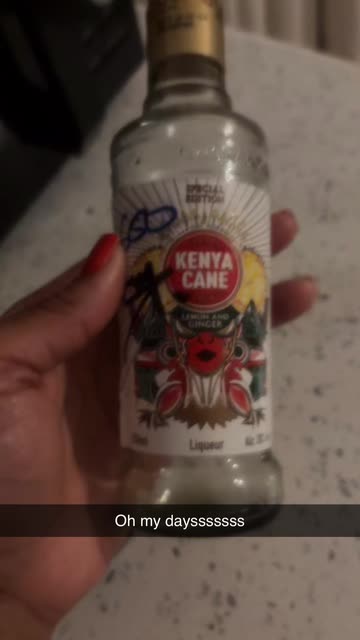 SPECIAL
EDITION
KENYA
CANE
LEMON AND
GINGER
Liqueur
Oh my daysssssss